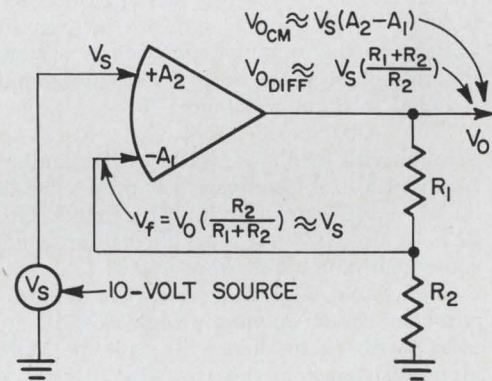 V_OCM ≈ V_S(A_2−A_1)
V_S
V_ODIFF ≈ V_S((R_1+R_2)/R_2)
+A_2
V_O
−A_1
R_1
V_f = V_O(R_2/(R_1+R_2)) ≈ V_S
V_S
10-VOLT SOURCE
R_2